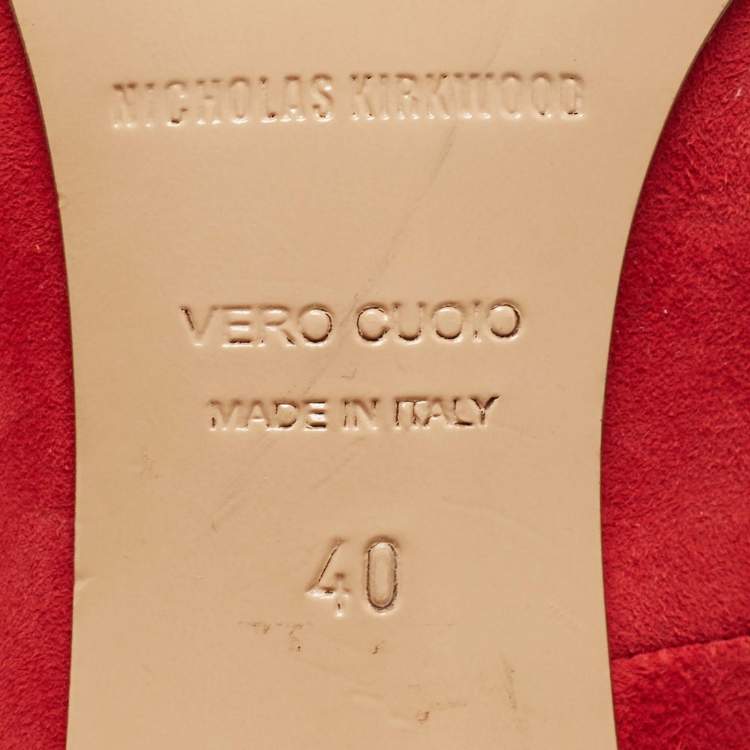 NICHOLAS KIRKWOOD
VERO CUOIO
MADE IN ITALY
40